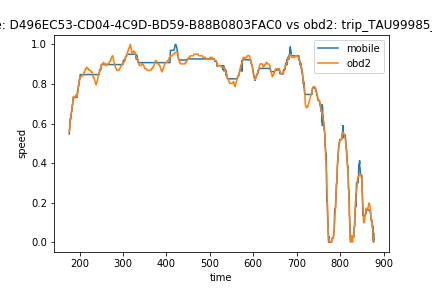 e: D496EC53-CD04-4C9D-BD59-B88B0803FAC0 vs obd2: trip_TAU99985_
mobile
obd2
1.0
0.8
0.6
0.4
0.2
0.0
speed
200 300 400 500 600 700 800 900
time